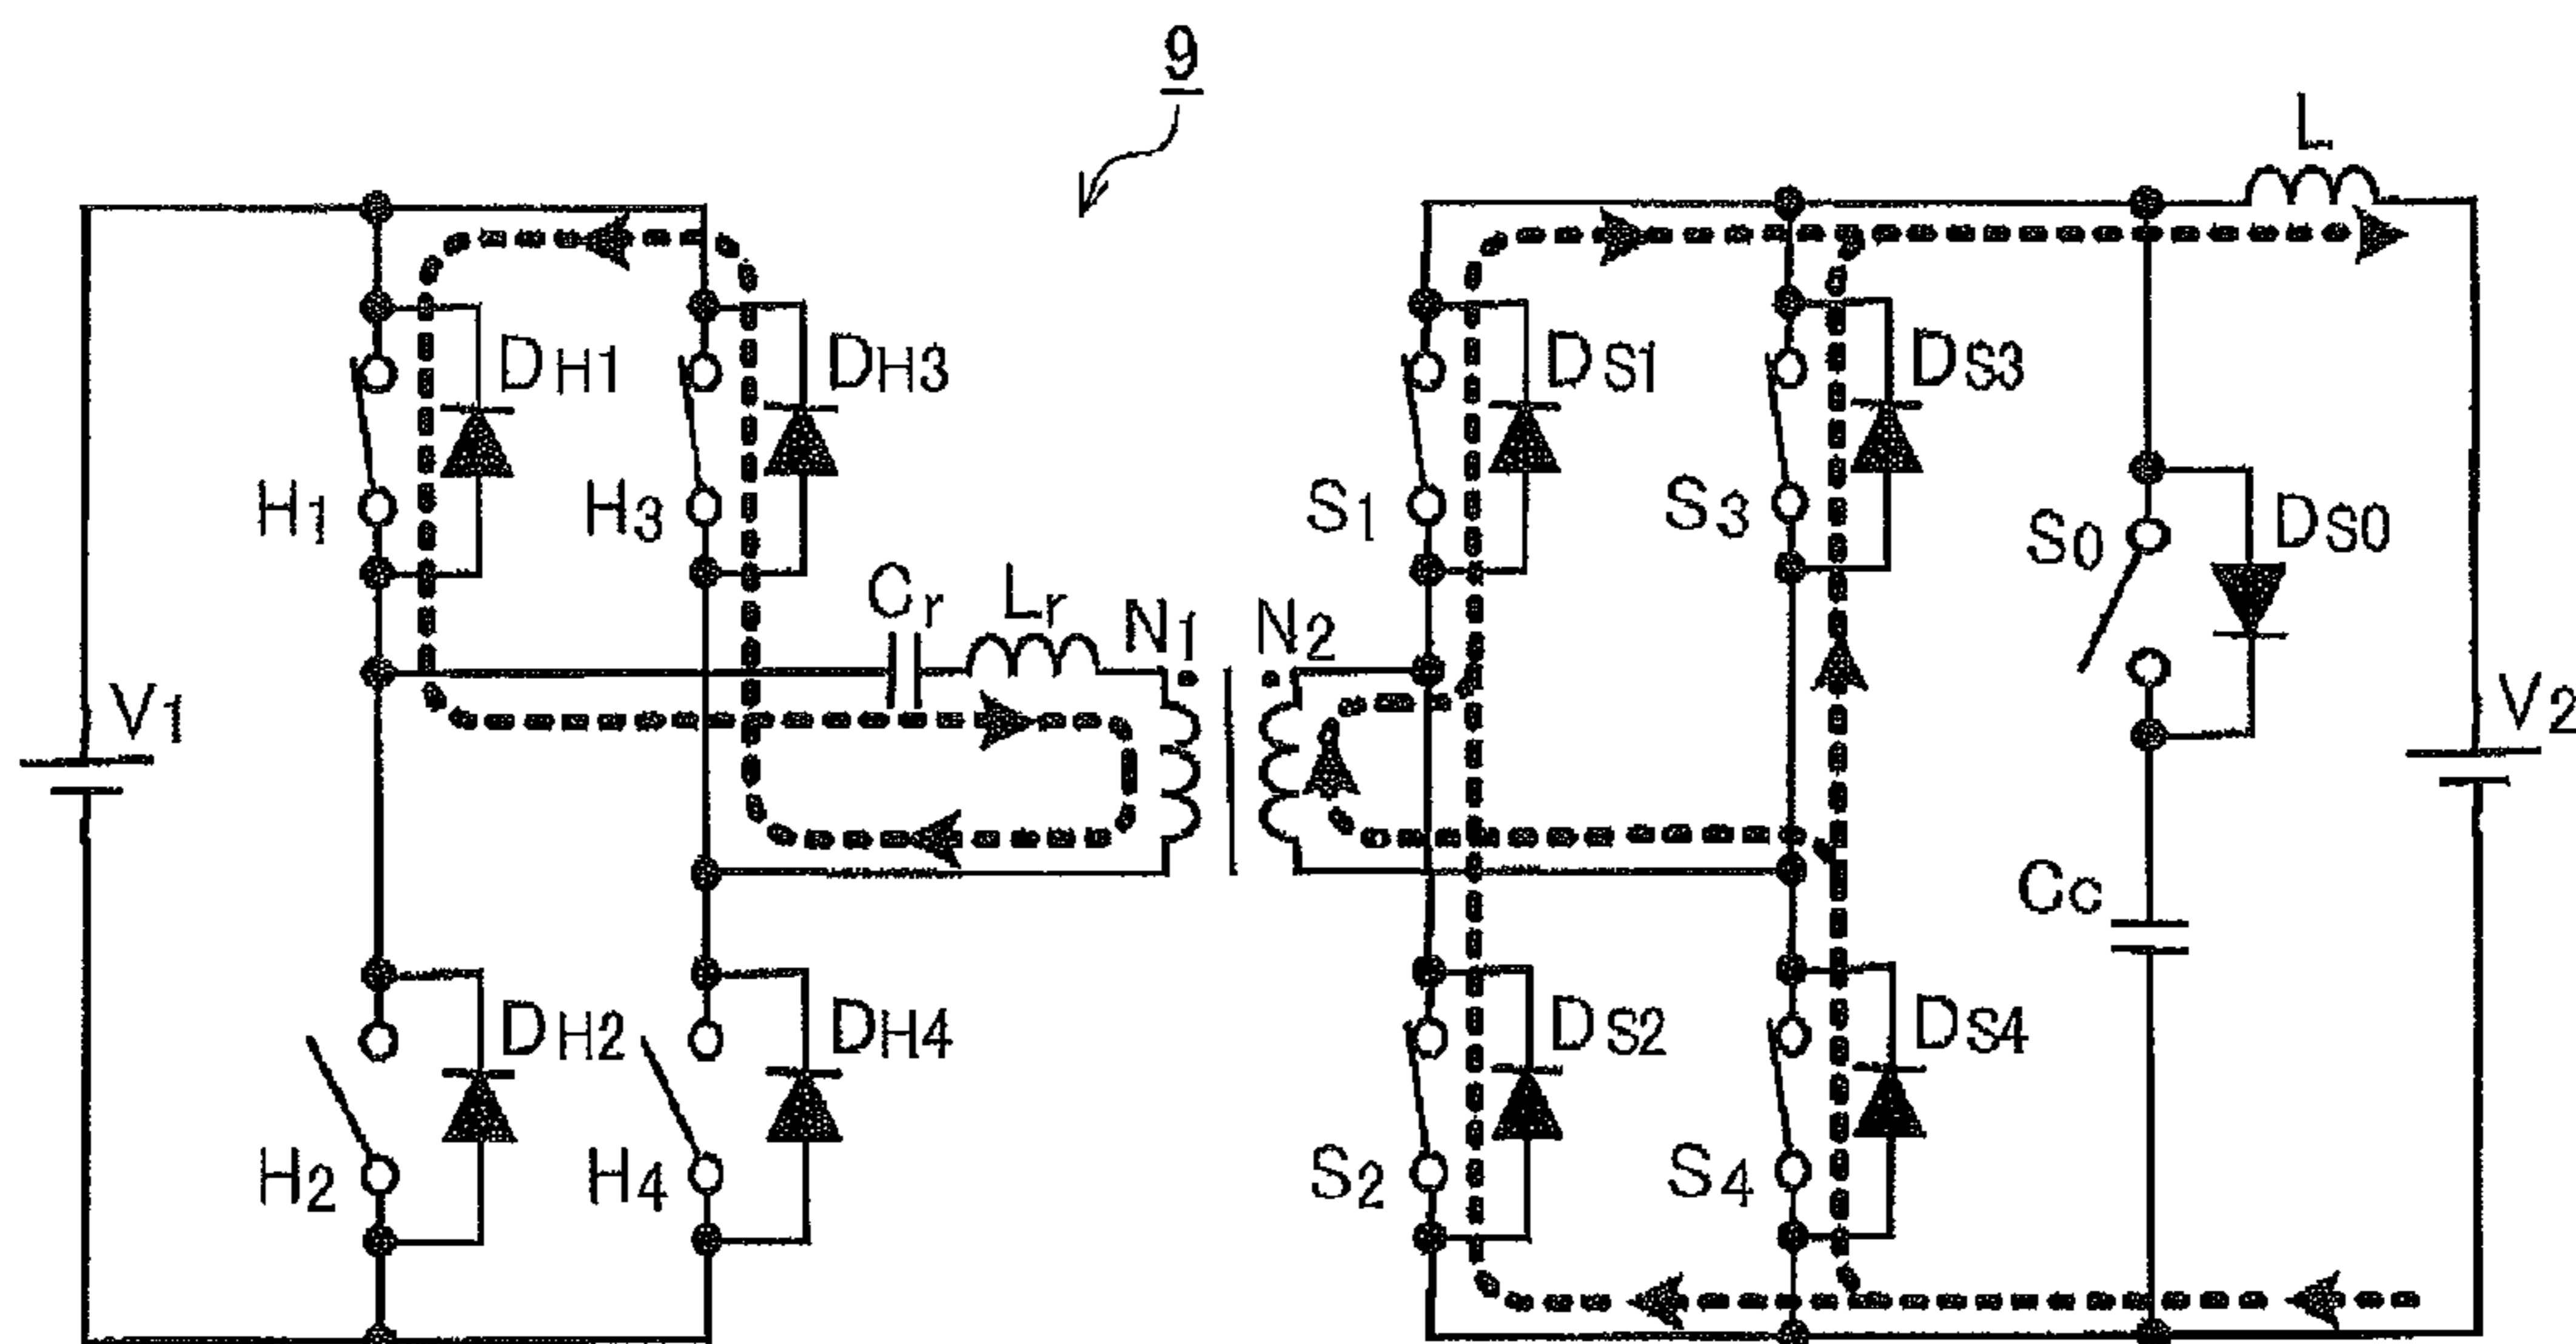 9
L
DH1
DH3
DS1
DS3
H1
H3
S1
S3
S0
DS0
Cr
Lr
N1
N2
V1
V2
Cc
DH2
DH4
DS2
DS4
H2
H4
S2
S4